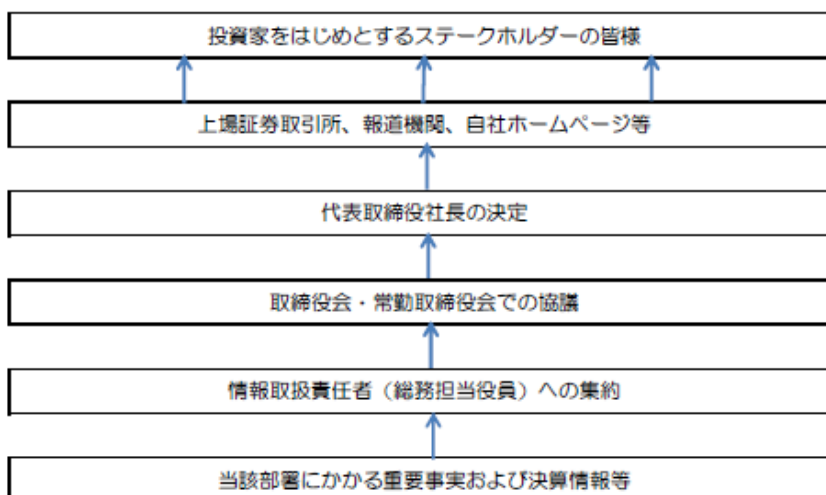 投資家をはじめとするステークホルダーの皆様
上場証券取引所、報道機関、自社ホームページ等
代表取締役社長の決定
取締役会・常勤取締役会での協議
情報取扱責任者（総務担当役員）への集約
当該部署にかかる重要事実および決算情報等